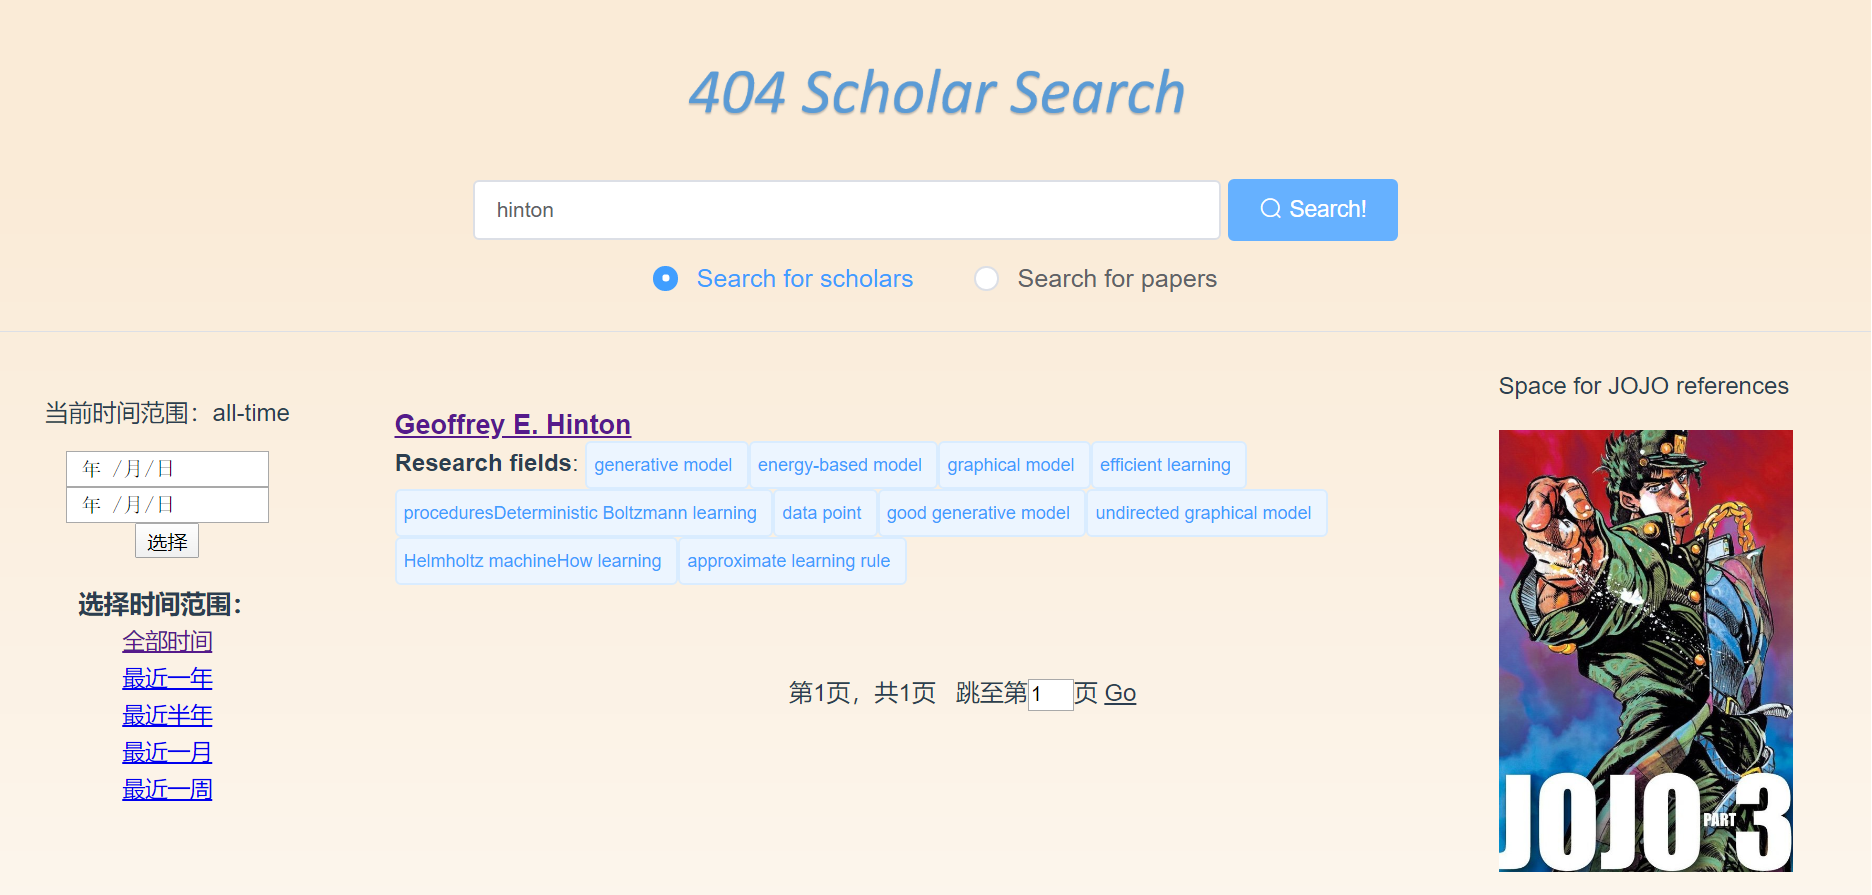 404 Scholar Search
hinton
Search!
Search for scholars
Search for papers
当前时间范围：all-time
年 /月/日
年 /月/日
选择
选择时间范围：
全部时间
最近一年
最近半年
最近一月
最近一周
Geoffrey E. Hinton
Research fields: generative model energy-based model graphical model efficient learning
proceduresDeterministic Boltzmann learning data point good generative model undirected graphical model
Helmholtz machineHow learning approximate learning rule
第1页，共1页 跳至第1页 Go
Space for JOJO references
JOJO PART 3